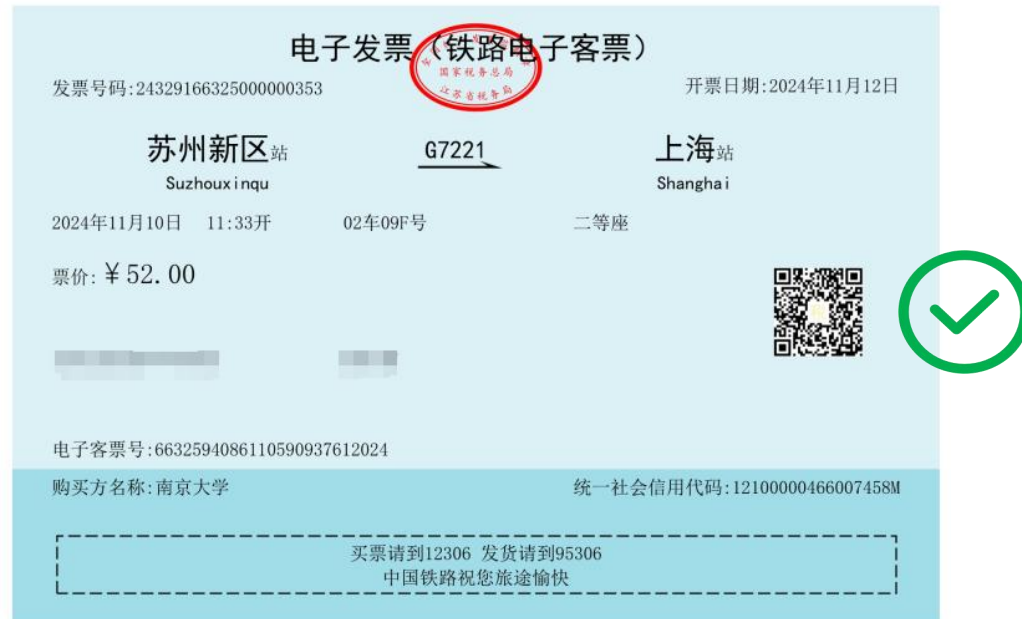 电子发票（铁路电子客票）
国家税务总局
江苏省税务局
发票号码:24329166325000000353
开票日期:2024年11月12日
苏州新区站
G7221
上海站
Suzhouxinqu
Shanghai
2024年11月10日 11:33开 02车09F号 二等座
票价:￥52.00
电子客票号:6632594086110590937612024
购买方名称:南京大学
统一社会信用代码:12100000466007458M
买票请到12306 发货请到95306
中国铁路祝您旅途愉快